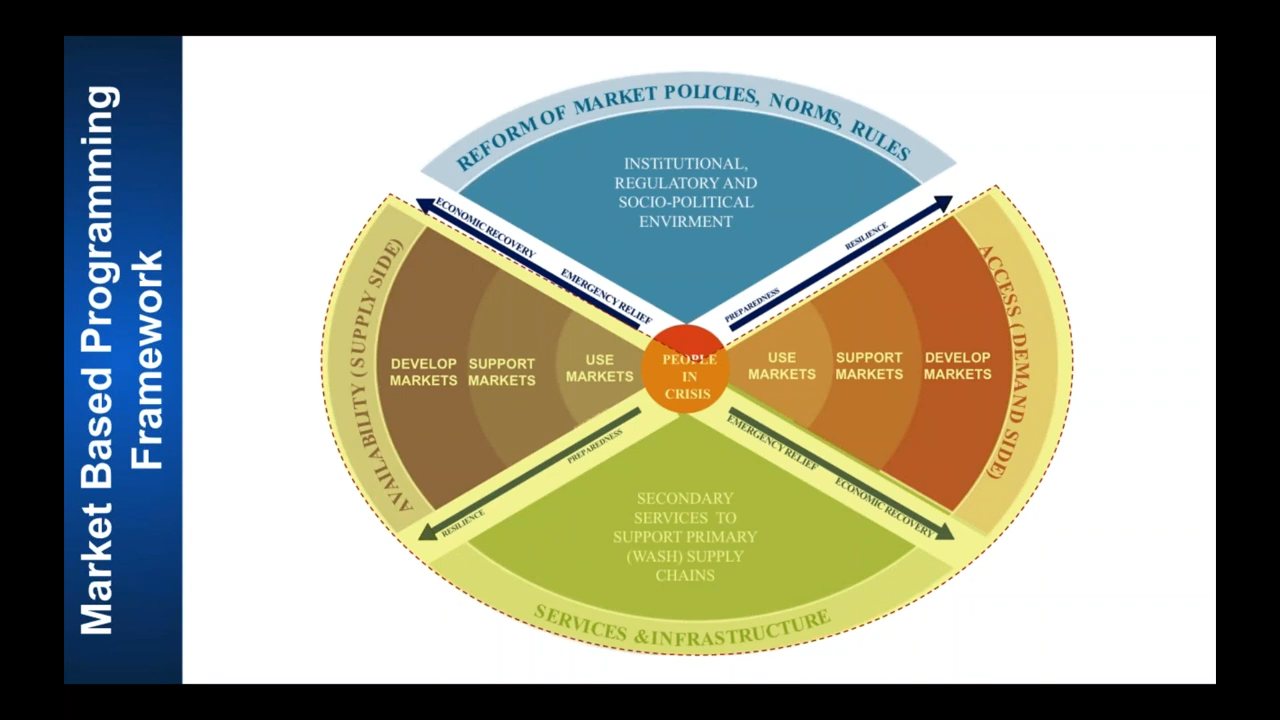 Market Based Programming
Framework
REFORM OF MARKET POLICIES, NORMS, RULES
INSTiTUTIONAL,
REGULATORY AND
SOCIO-POLITICAL
ENVIRMENT
ECONOMIC RECOVERY
EMERGENCY RELIEF
PREPAREDNESS
RESILIENCE
AVAILABILITY (SUPPLY SIDE)
DEVELOP
MARKETS
SUPPORT
MARKETS
USE
MARKETS
PEOPLE
IN
CRISIS
USE
MARKETS
SUPPORT
MARKETS
DEVELOP
MARKETS
ACCESS (DEMAND SIDE)
PREPAREDNESS
RESILIENCE
EMERGENCY RELIEF
ECONOMIC RECOVERY
SECONDARY
SERVICES TO
SUPPORT PRIMARY
(WASH) SUPPLY
CHAINS
SERVICES &INFRASTRUCTURE